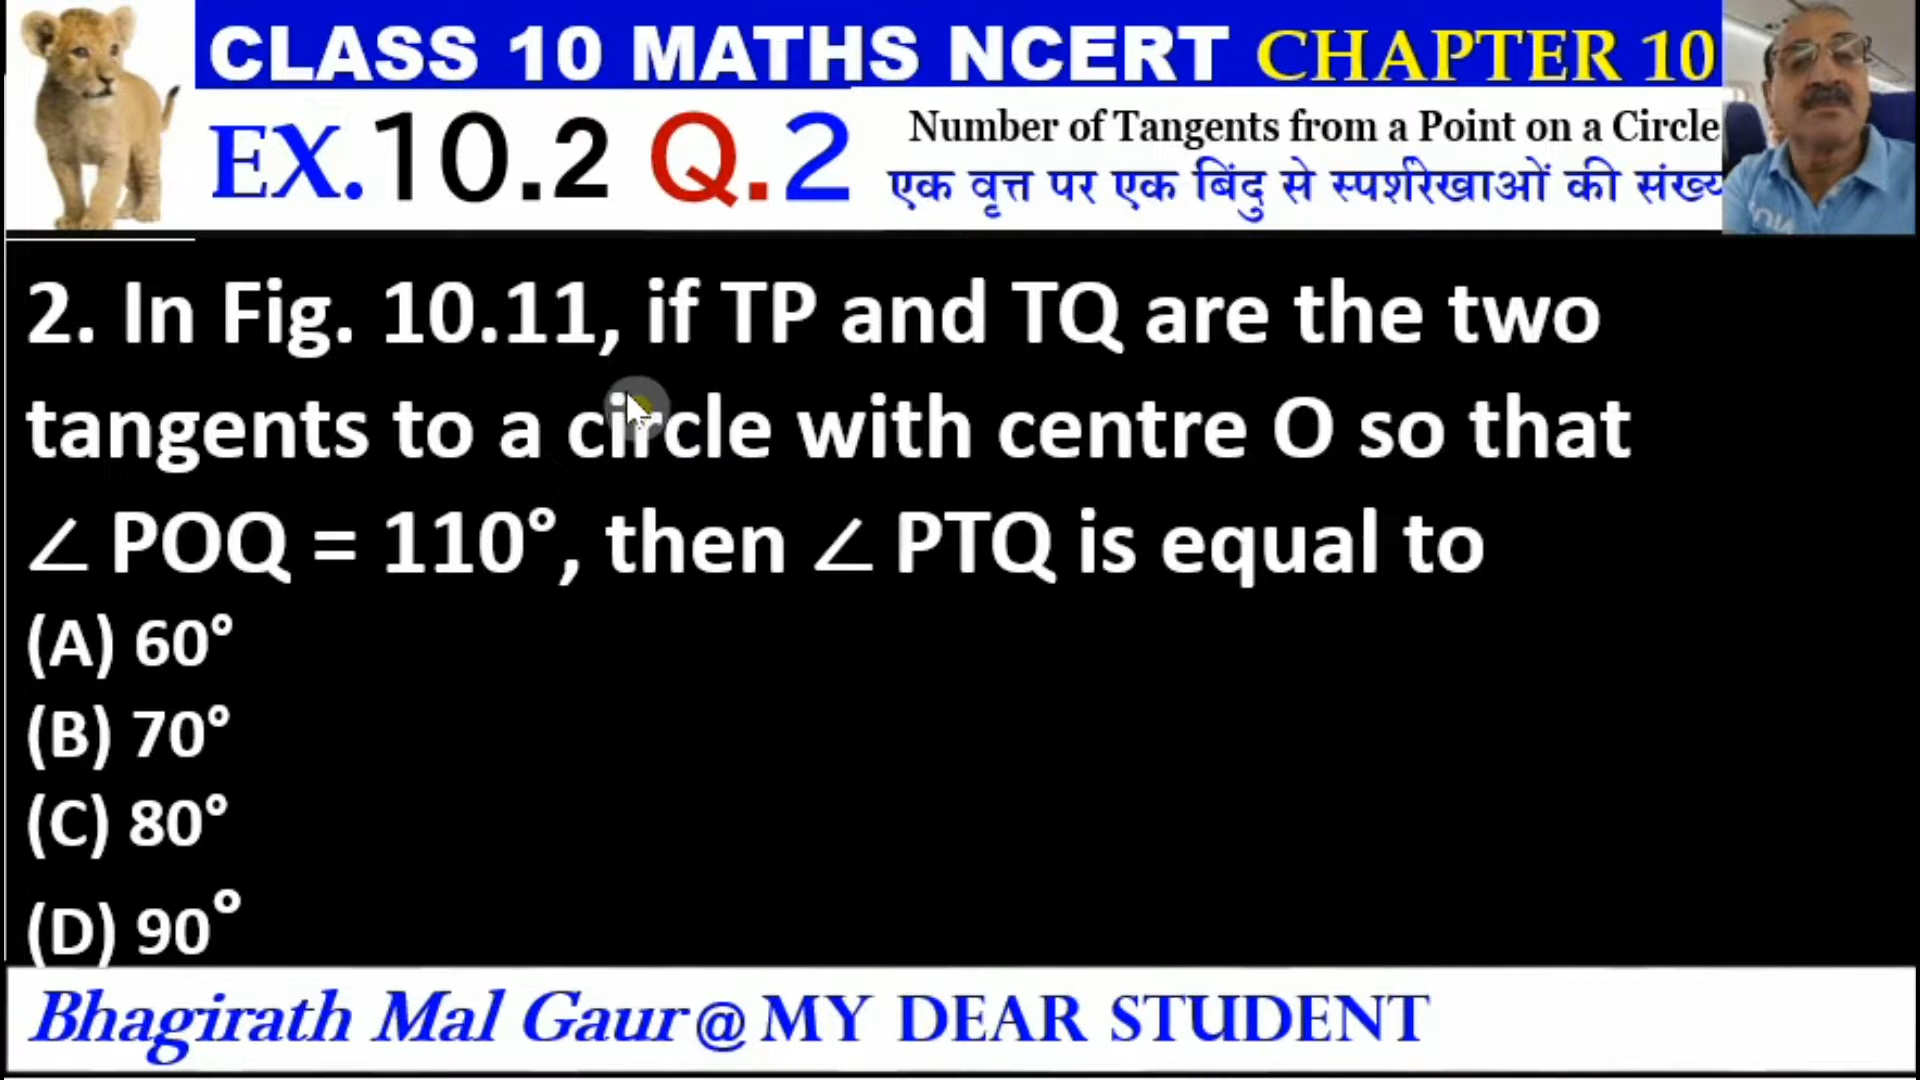 CLASS 10 MATHS NCERT CHAPTER 10
EX.10.2 Q.2
Number of Tangents from a Point on a Circle
एक वृत्त पर एक बिंदु से स्पर्शरेखाओं की
2. In Fig. 10.11, if TP and TQ are the two
tangents to a circle with centre O so that
∠ POQ = 110°, then ∠ PTQ is equal to
(A) 60°
(B) 70°
(C) 80°
(D) 90°
Bhagirath Mal Gaur@MY DEAR STUDENT